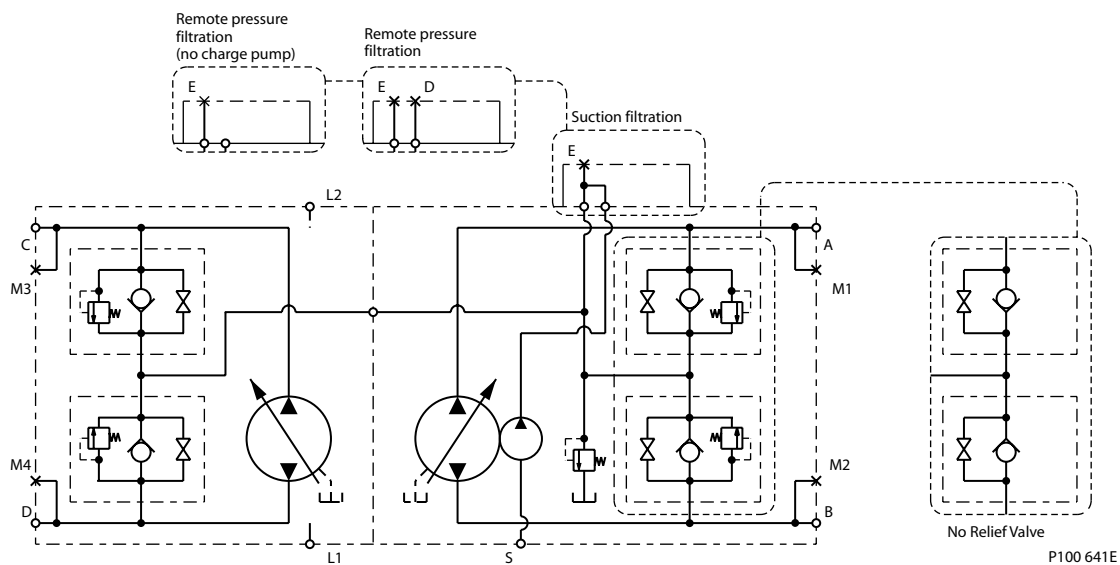 Remote pressure
filtration
(no charge pump)
Remote pressure
filtration
E
E D
Suction filtration
E
L2
C
A
M3
M1
M4
M2
D
B
L1
S
No Relief Valve
P100 641E